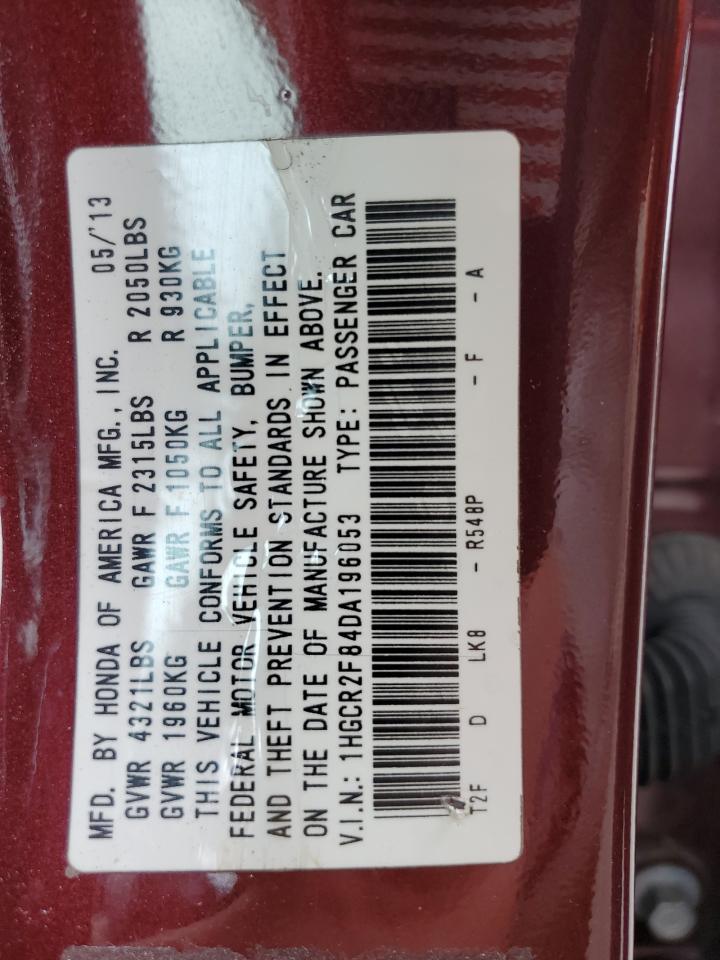 MFD. BY HONDA OF AMERICA MFG., INC. 05/'13
GVWR 4321LBS GAWR F 2315LBS R 2050LBS
GVWR 1960KG GAWR F 1050KG R 930KG
THIS VEHICLE CONFORMS TO ALL APPLICABLE
FEDERAL MOTOR VEHICLE SAFETY, BUMPER,
AND THEFT PREVENTION STANDARDS IN EFFECT
ON THE DATE OF MANUFACTURE SHOWN ABOVE.
V.I.N.: 1HGCR2F84DA196053 TYPE: PASSENGER CAR
T2F D LK8 - R548P - F - A